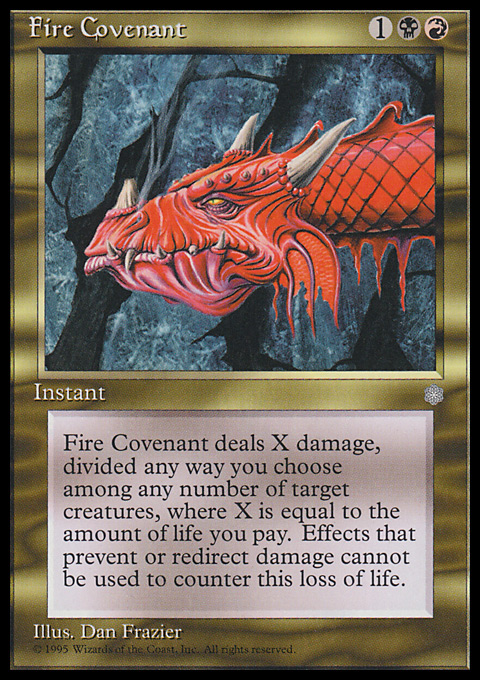 Fire Covenant 1
Instant
Fire Covenant deals X damage,
divided any way you choose
among any number of target
creatures, where X is equal to the
amount of life you pay. Effects that
prevent or redirect damage cannot
be used to counter this loss of life.
Illus. Dan Frazier
© 1995 Wizards of the Coast, Inc. All rights reserved.